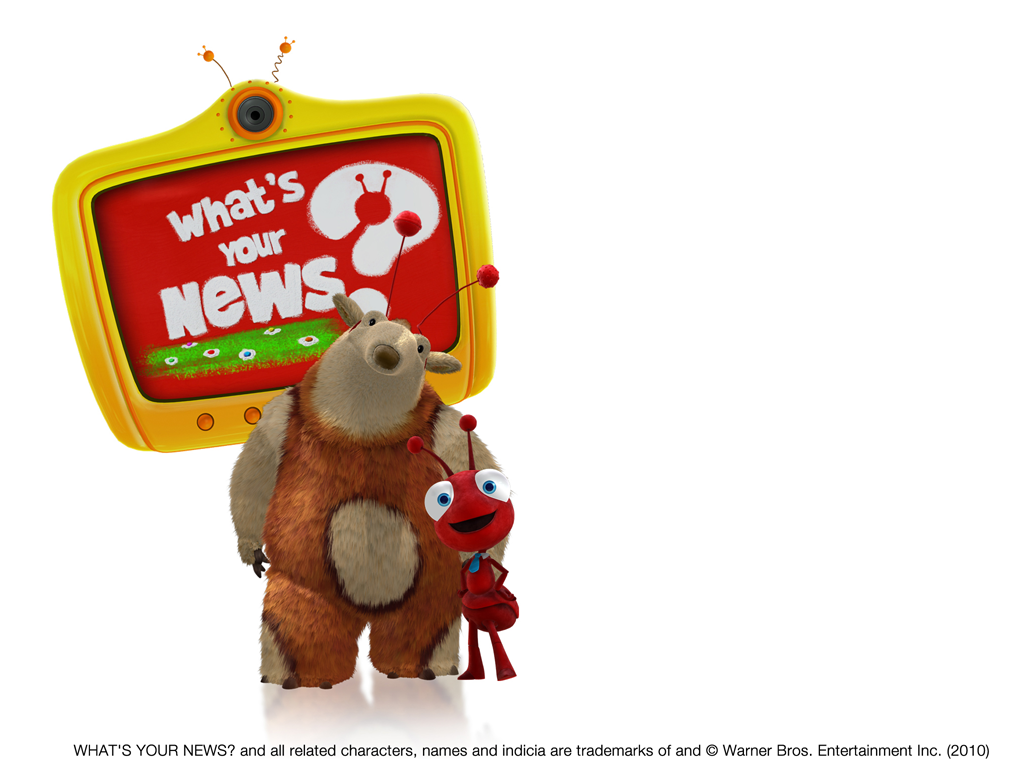 What's
your
News?
WHAT'S YOUR NEWS? and all related characters, names and indicia are trademarks of and © Warner Bros. Entertainment Inc. (2010)